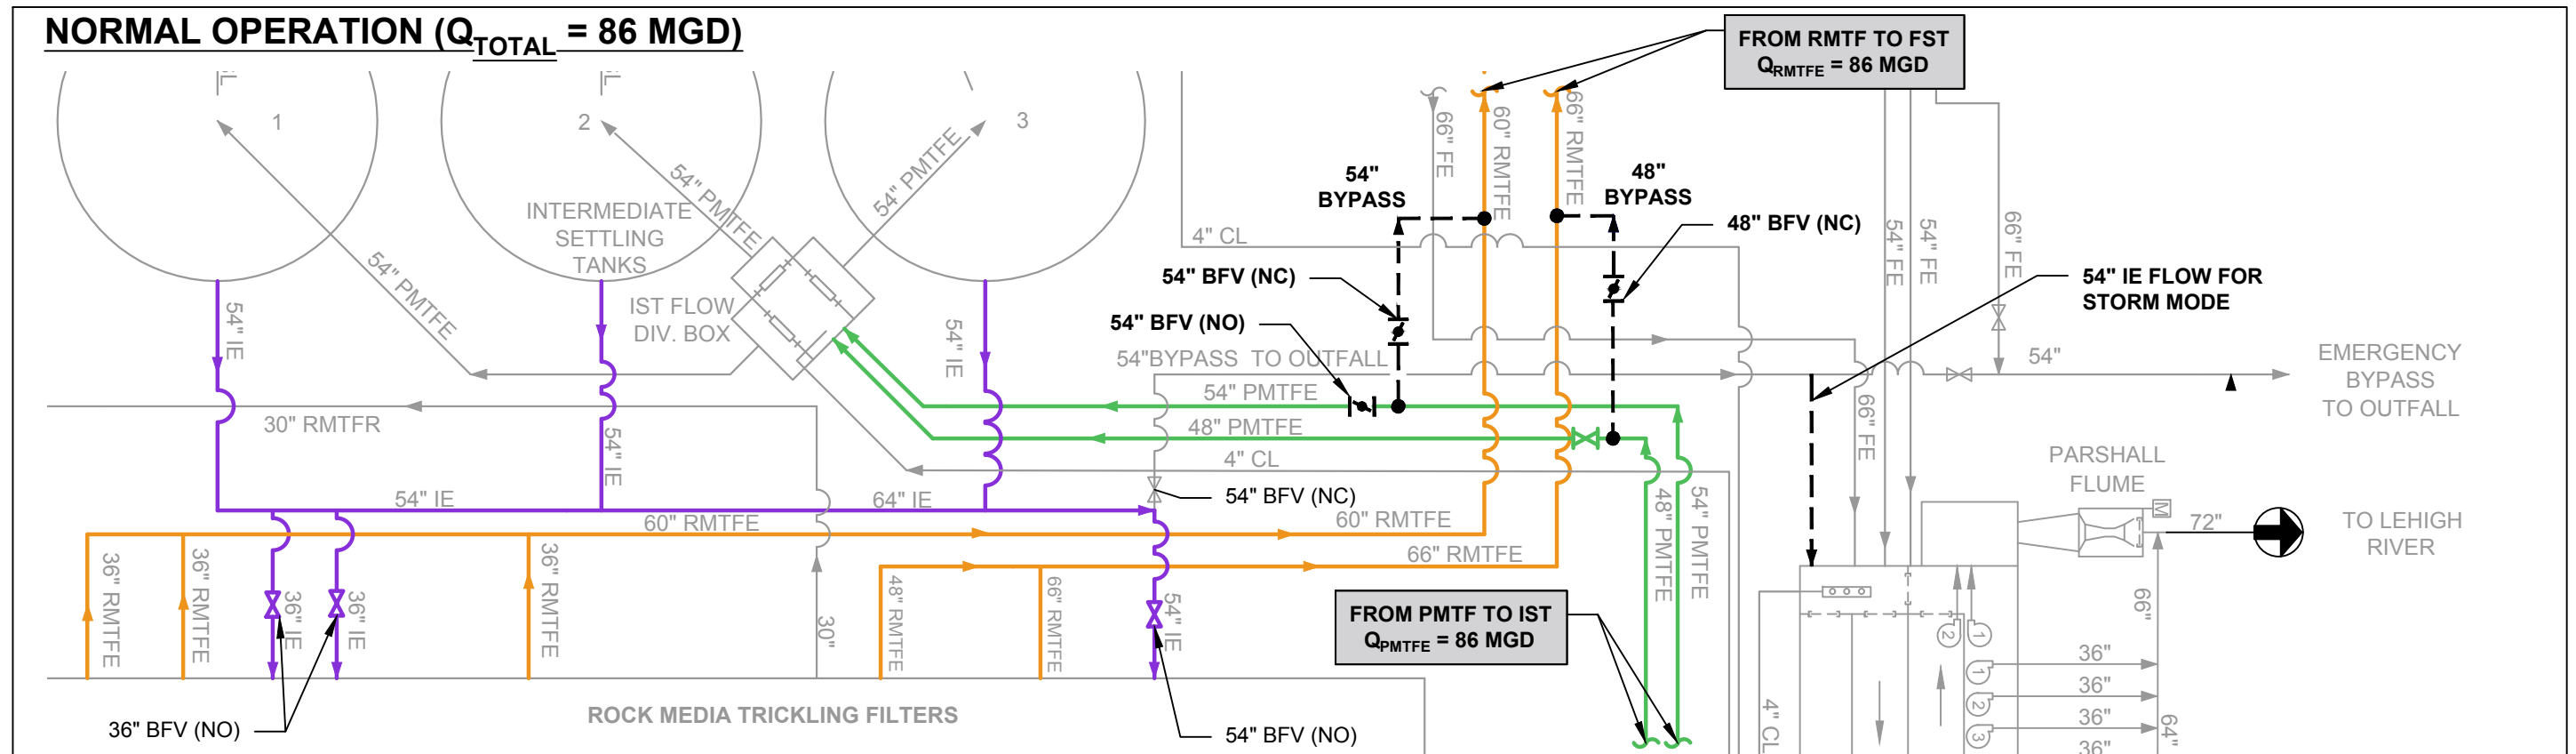 NORMAL OPERATION (QTOTAL = 86 MGD)
FROM RMTF TO FST
QRMTFE = 86 MGD
1
2
3
54" PMTFE
54" PMTFE
54" PMTFE
INTERMEDIATE
SETTLING
TANKS
IST FLOW
DIV. BOX
54" IE
54" IE
54" IE
66" FE
60" RMTFE
66" RMTFE
54"
BYPASS
48"
BYPASS
48" BFV (NC)
54" BFV (NC)
54" BFV (NO)
4" CL
54" FE
54" FE
66" FE
54" IE FLOW FOR
STORM MODE
54"BYPASS TO OUTFALL
54"
EMERGENCY
BYPASS
TO OUTFALL
54" PMTFE
48" PMTFE
30" RMTFR
4" CL
66" FE
PARSHALL
FLUME
M
72"
TO LEHIGH
RIVER
54" IE
64" IE
54" BFV (NC)
60" RMTFE
60" RMTFE
66" RMTFE
48" PMTFE
54" PMTFE
36" RMTFE
36" RMTFE
36" IE
36" IE
36" RMTFE
30"
48" RMTFE
66" RMTFE
54" IE
FROM PMTF TO IST
QPMTFE = 86 MGD
66"
2
1
1
2
3
36"
36"
36"
36"
64"
4" CL
36" BFV (NO)
ROCK MEDIA TRICKLING FILTERS
54" BFV (NO)